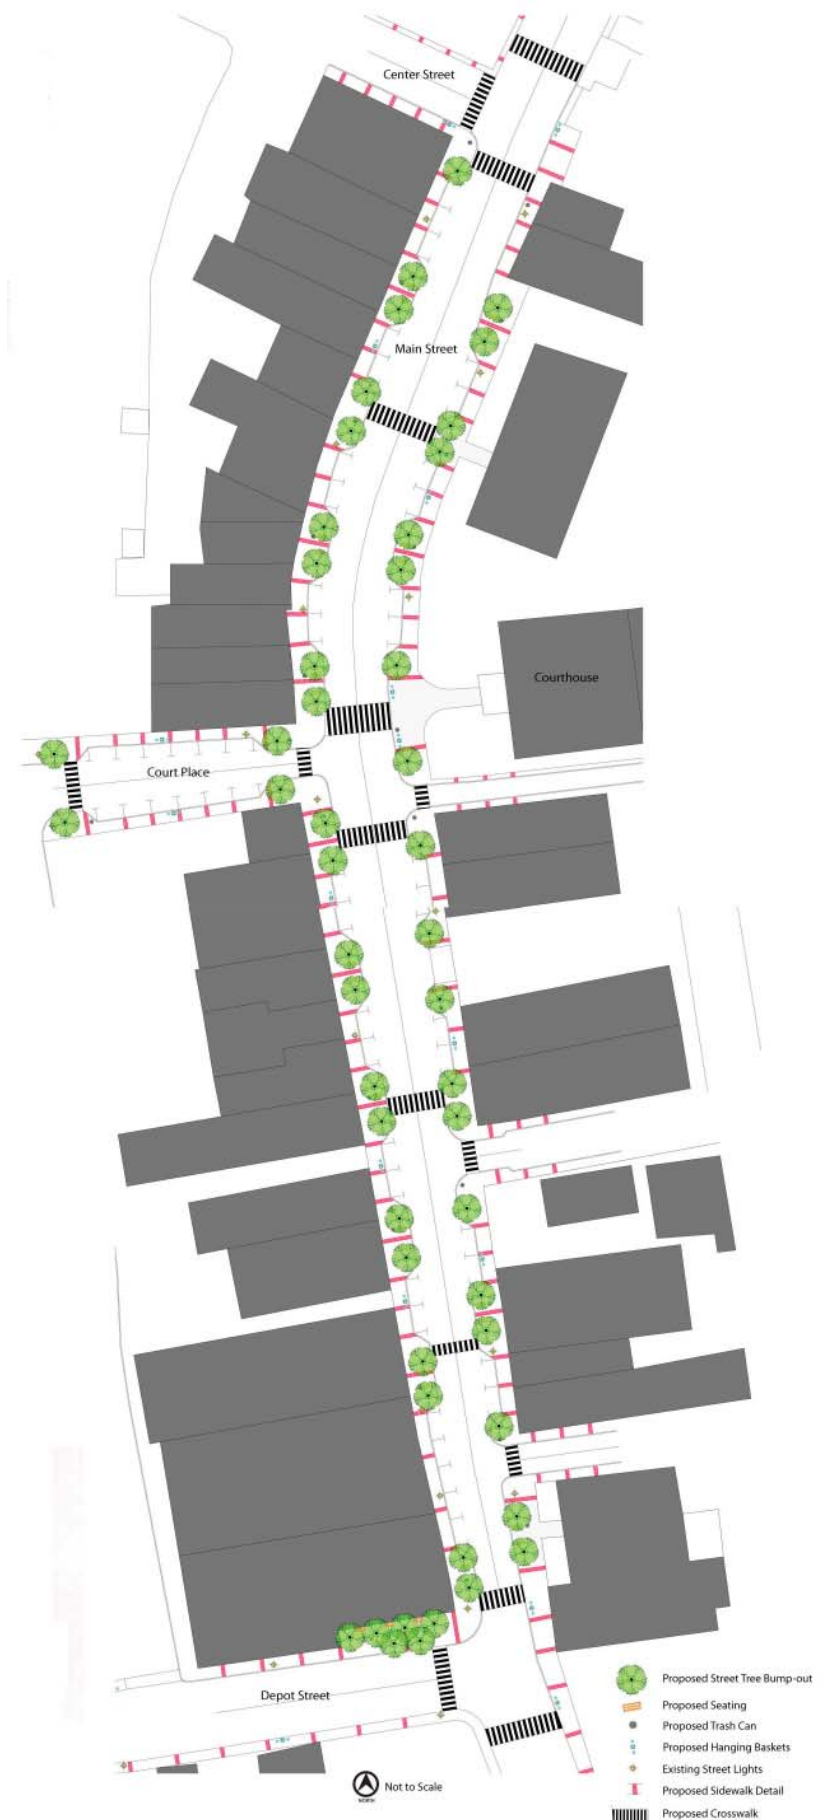 Center Street
Main Street
Courthouse
Court Place
Depot Street
Proposed Street Tree Bump-out
Proposed Seating
Proposed Trash Can
Proposed Hanging Baskets
Existing Street Lights
Proposed Sidewalk Detail
Proposed Crosswalk
NORTH
Not to Scale